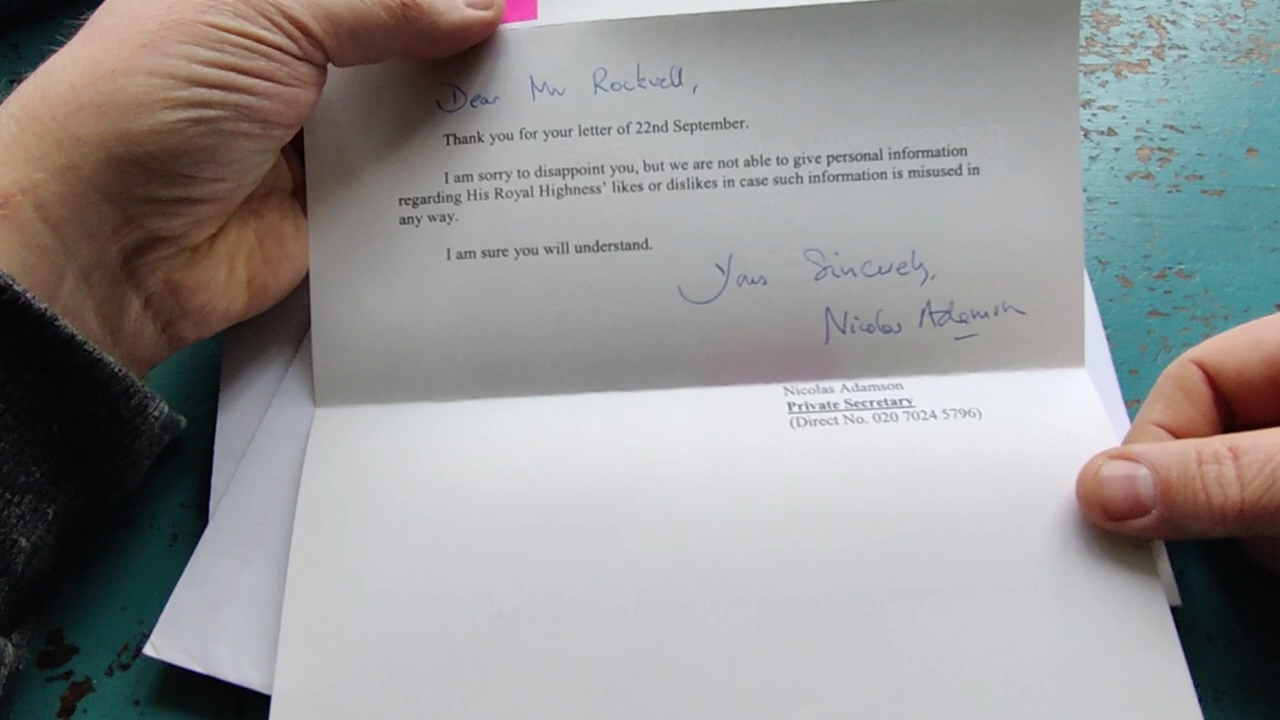 Dear Mr Rockwell,
Thank you for your letter of 22nd September.
I am sorry to disappoint you, but we are not able to give personal information
regarding His Royal Highness’ likes or dislikes in case such information is misused in
any way.
I am sure you will understand.
Yours Sincerely,
Nicolas Adamson
Nicolas Adamson
Private Secretary
(Direct No. 020 7024 5796)